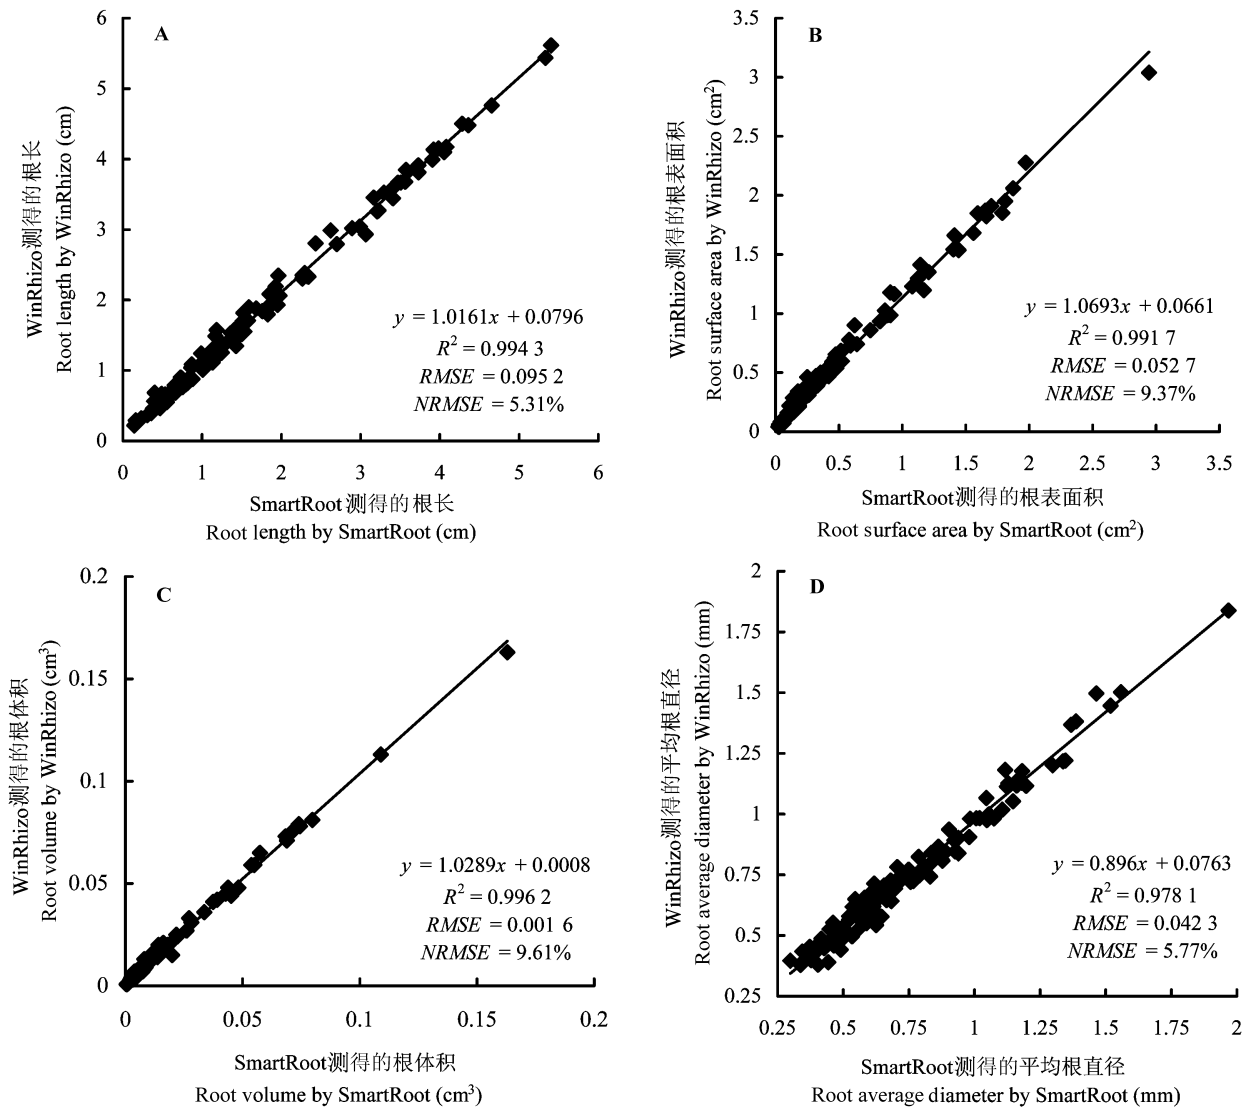 A
WinRhizo测得的根长
Root length by WinRhizo (cm)
6
5
4
3
2
1
0
y = 1.0161x + 0.0796
R² = 0.994 3
RMSE = 0.095 2
NRMSE = 5.31%
0 1 2 3 4 5 6
SmartRoot 测得的根长
Root length by SmartRoot (cm)
B
WinRhizo测得的根表面积
Root surface area by WinRhizo (cm²)
3.5
3
2.5
2
1.5
1
0.5
0
y = 1.0693x + 0.0661
R² = 0.991 7
RMSE = 0.052 7
NRMSE = 9.37%
0 0.5 1 1.5 2 2.5 3 3.5
SmartRoot测得的根表面积
Root surface area by SmartRoot (cm²)
C
WinRhizo测得的根体积
Root volume by WinRhizo (cm³)
0.2
0.15
0.1
0.05
0
y = 1.0289x + 0.0008
R² = 0.996 2
RMSE = 0.001 6
NRMSE = 9.61%
0 0.05 0.1 0.15 0.2
SmartRoot测得的根体积
Root volume by SmartRoot (cm³)
D
WinRhizo测得的平均根直径
Root average diameter by WinRhizo (mm)
2
1.75
1.5
1.25
1
0.75
0.5
0.25
y = 0.896x + 0.0763
R² = 0.978 1
RMSE = 0.042 3
NRMSE = 5.77%
0.25 0.5 0.75 1 1.25 1.5 1.75 2
SmartRoot测得的平均根直径
Root average diameter by SmartRoot (mm)